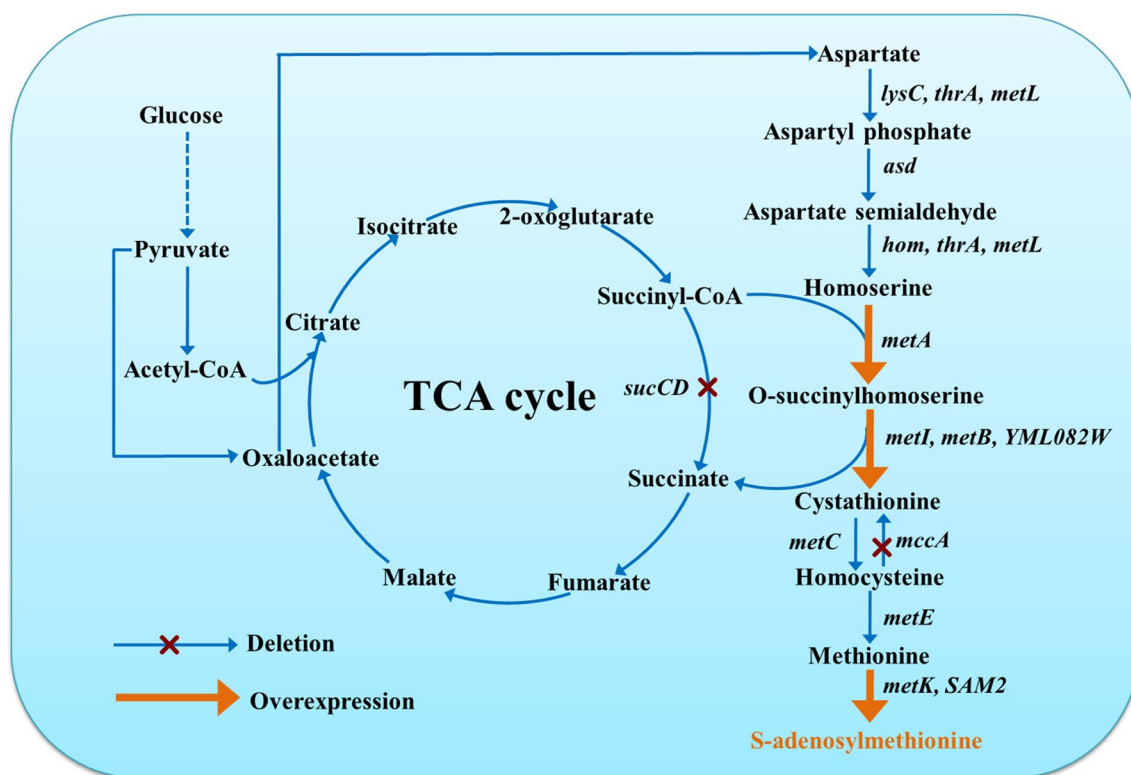 Aspartate
lysC, thrA, metL
Glucose
Aspartyl phosphate
asd
Isocitrate
2-oxoglutarate
Aspartate semialdehyde
hom, thrA, metL
Pyruvate
Succinyl-CoA
Homoserine
Citrate
metA
Acetyl-CoA
TCA cycle
sucCD
O-succinylhomoserine
metI, metB, YML082W
Oxaloacetate
Succinate
Cystathionine
metC
mccA
Malate
Fumarate
Homocysteine
metE
Deletion
Methionine
metK, SAM2
Overexpression
S-adenosylmethionine